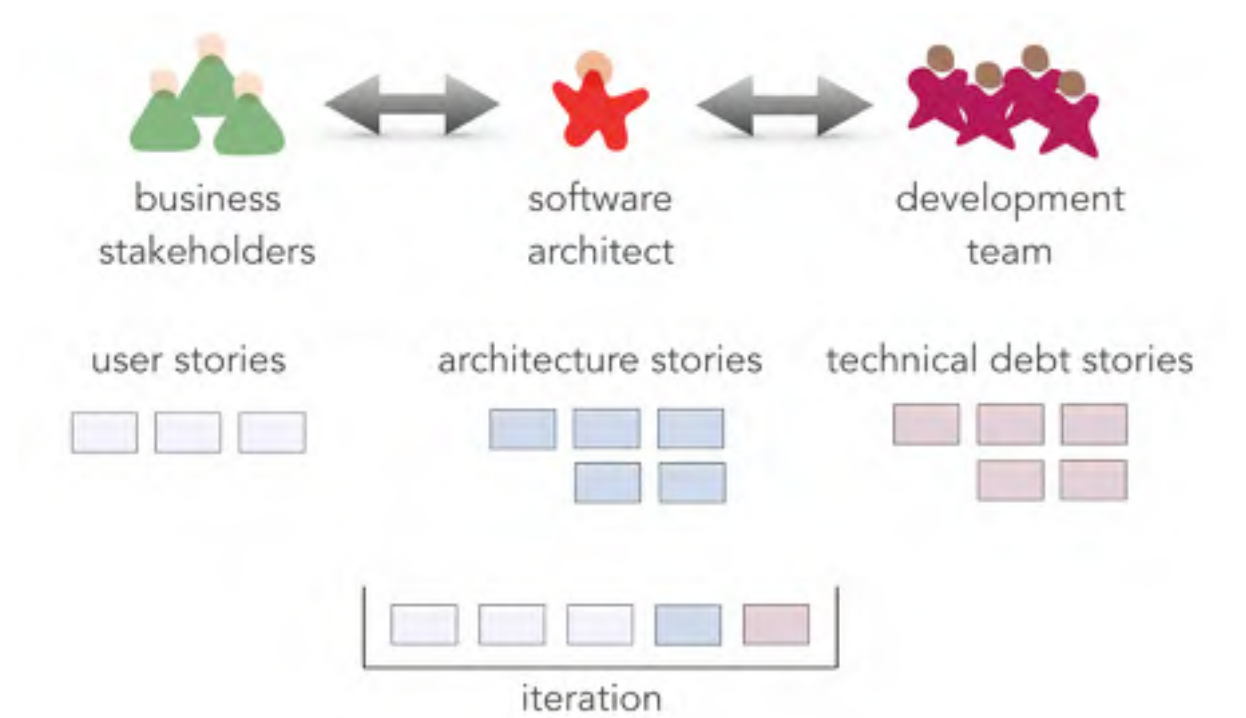 business
stakeholders
software
architect
development
team
user stories
architecture stories
technical debt stories
iteration